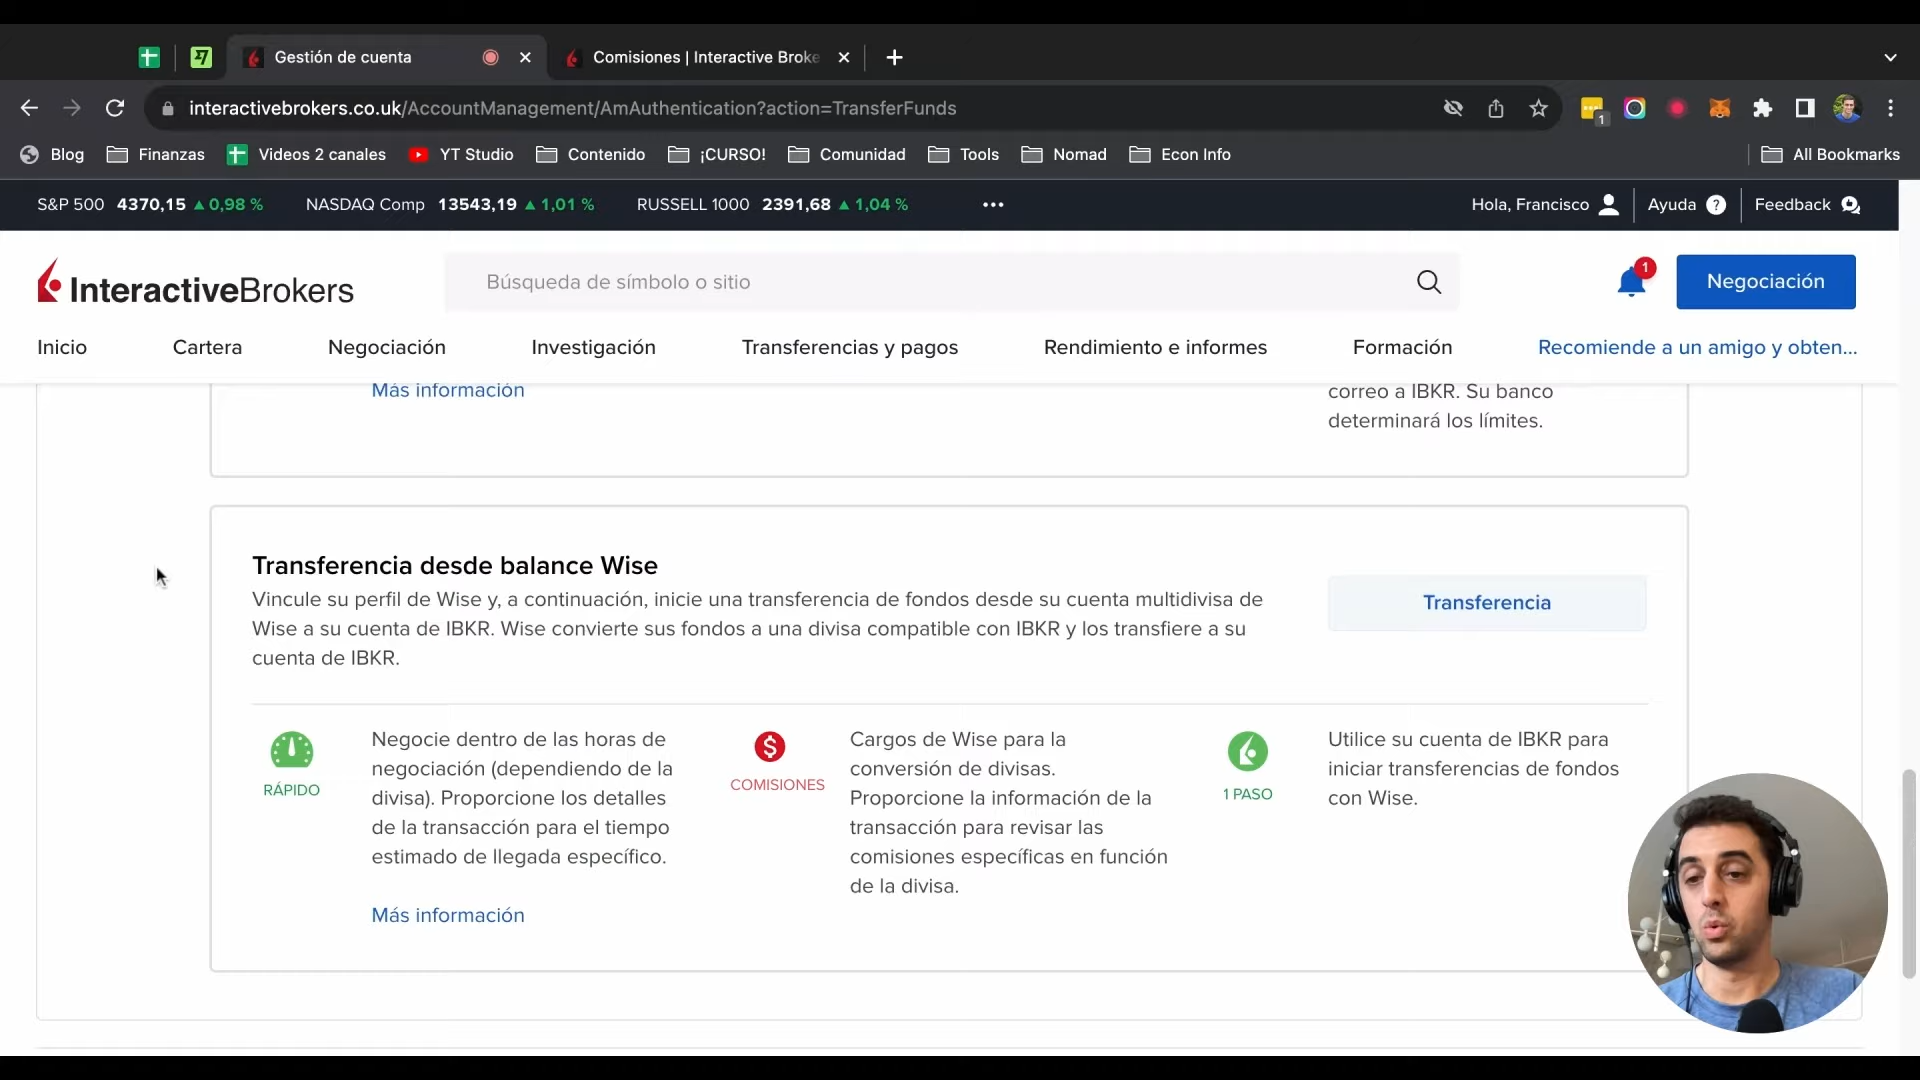 Gestión de cuenta
Comisiones | Interactive Broke
interactivebrokers.co.uk/AccountManagement/AmAuthentication?action=TransferFunds
1
Blog
Finanzas
Videos 2 canales
YT Studio
Contenido
¡CURSO!
Comunidad
Tools
Nomad
Econ Info
All Bookmarks
S&P 500 4370,15 ▲ 0,98 %
NASDAQ Comp 13543,19 ▲ 1,01 %
RUSSELL 1000 2391,68 ▲ 1,04 %
•••
Hola, Francisco
Ayuda ?
Feedback
InteractiveBrokers
Búsqueda de símbolo o sitio
1
Negociación
Inicio
Cartera
Negociación
Investigación
Transferencias y pagos
Rendimiento e informes
Formación
Recomiende a un amigo y obten...
Más información
correo a IBKR. Su banco
determinará los límites.
Transferencia desde balance Wise
Vincule su perfil de Wise y, a continuación, inicie una transferencia de fondos desde su cuenta multidivisa de
Wise a su cuenta de IBKR. Wise convierte sus fondos a una divisa compatible con IBKR y los transfiere a su
cuenta de IBKR.
Transferencia
RÁPIDO
Negocie dentro de las horas de
negociación (dependiendo de la
divisa). Proporcione los detalles
de la transacción para el tiempo
estimado de llegada específico.
Más información
$
COMISIONES
Cargos de Wise para la
conversión de divisas.
Proporcione la información de la
transacción para revisar las
comisiones específicas en función
de la divisa.
1 PASO
Utilice su cuenta de IBKR para
iniciar transferencias de fondos
con Wise.